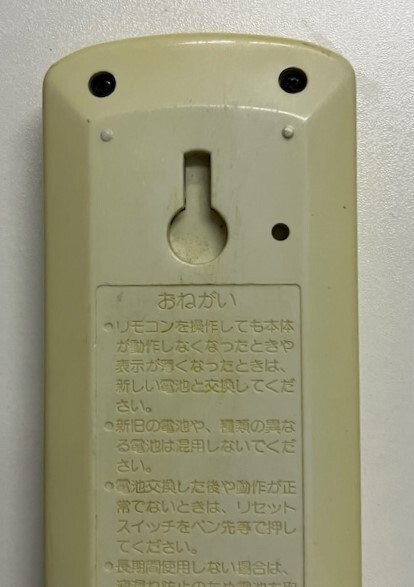 おねがい
●リモコンを操作しても本体
が動作しなくなったときや
表示が薄くなったときは、
新しい電池と交換してくだ
さい。
●新旧の電池や、種類の異な
る電池は混用しないでくだ
さい。
●電池交換した後や動作が正
常でないときは、リセット
スイッチをペン先等で押し
てください。
●長期間使用しない場合は、